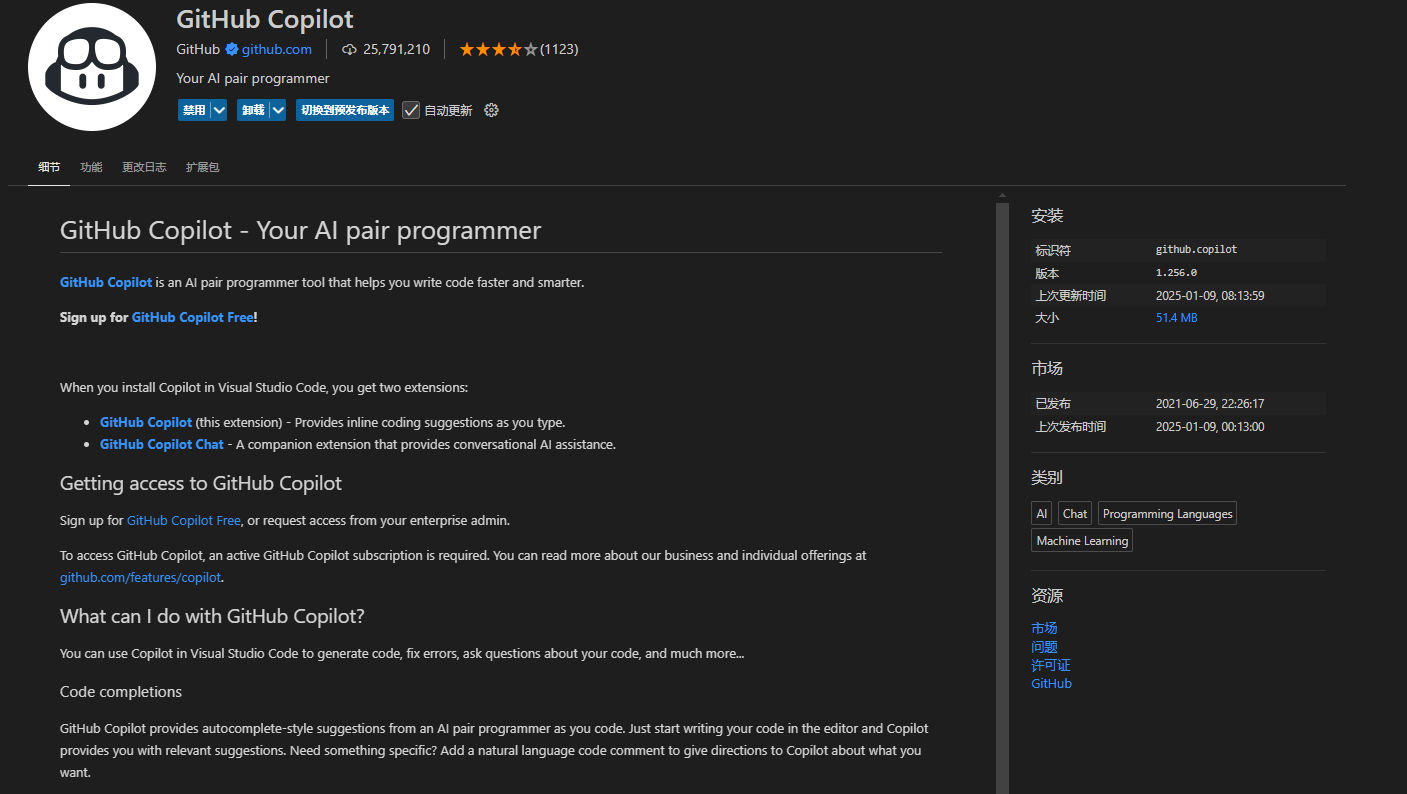 GitHub Copilot
GitHub github.com 25,791,210 (1123)
Your AI pair programmer
禁用 卸载 切换到预发布版本 自动更新
细节 功能 更改日志 扩展包
GitHub Copilot - Your AI pair programmer
GitHub Copilot is an AI pair programmer tool that helps you write code faster and smarter.
Sign up for GitHub Copilot Free!
When you install Copilot in Visual Studio Code, you get two extensions:
• GitHub Copilot (this extension) - Provides inline coding suggestions as you type.
• GitHub Copilot Chat - A companion extension that provides conversational AI assistance.
Getting access to GitHub Copilot
Sign up for GitHub Copilot Free, or request access from your enterprise admin.
To access GitHub Copilot, an active GitHub Copilot subscription is required. You can read more about our business and individual offerings at
github.com/features/copilot.
What can I do with GitHub Copilot?
You can use Copilot in Visual Studio Code to generate code, fix errors, ask questions about your code, and much more...
Code completions
GitHub Copilot provides autocomplete-style suggestions from an AI pair programmer as you code. Just start writing your code in the editor and Copilot
provides you with relevant suggestions. Need something specific? Add a natural language code comment to give directions to Copilot about what you
want.
安装
标识符 github.copilot
版本 1.256.0
上次更新时间 2025-01-09, 08:13:59
大小 51.4 MB
市场
已发布 2021-06-29, 22:26:17
上次发布时间 2025-01-09, 00:13:00
类别
AI Chat Programming Languages
Machine Learning
资源
市场
问题
许可证
GitHub